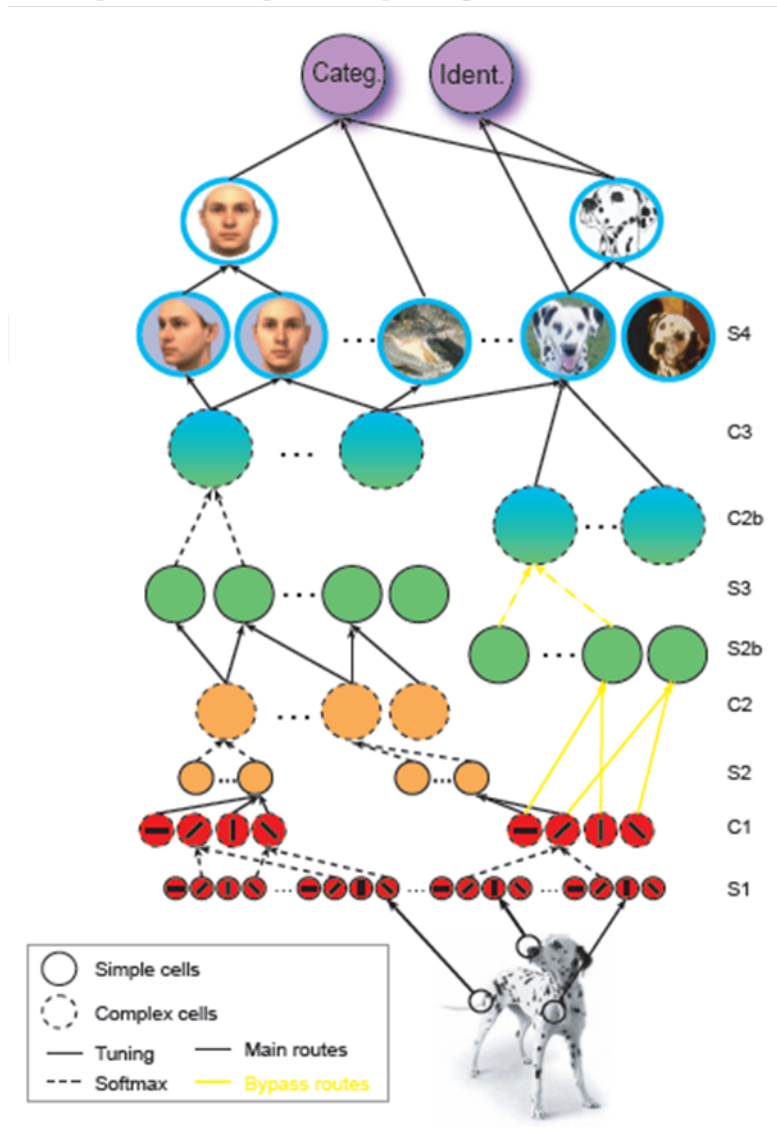 Categ.
Ident.
S4
C3
C2b
S3
S2b
C2
S2
C1
S1
Simple cells
Complex cells
Tuning
Main routes
Softmax
Bypass routes